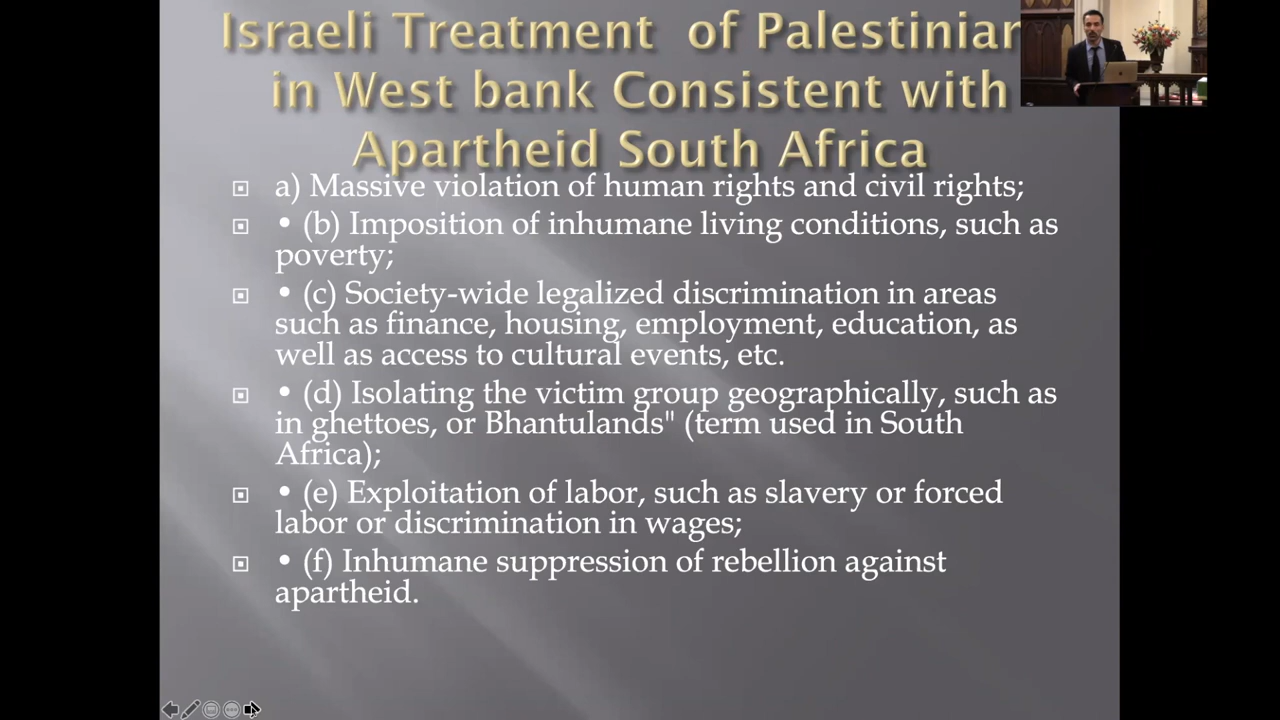 Israeli Treatment of Palestinian
in West bank Consistent with
Apartheid South Africa
a) Massive violation of human rights and civil rights;
• (b) Imposition of inhumane living conditions, such as
poverty;
• (c) Society-wide legalized discrimination in areas
such as finance, housing, employment, education, as
well as access to cultural events, etc.
• (d) Isolating the victim group geographically, such as
in ghettoes, or Bhantulands" (term used in South
Africa);
• (e) Exploitation of labor, such as slavery or forced
labor or discrimination in wages;
• (f) Inhumane suppression of rebellion against
apartheid.